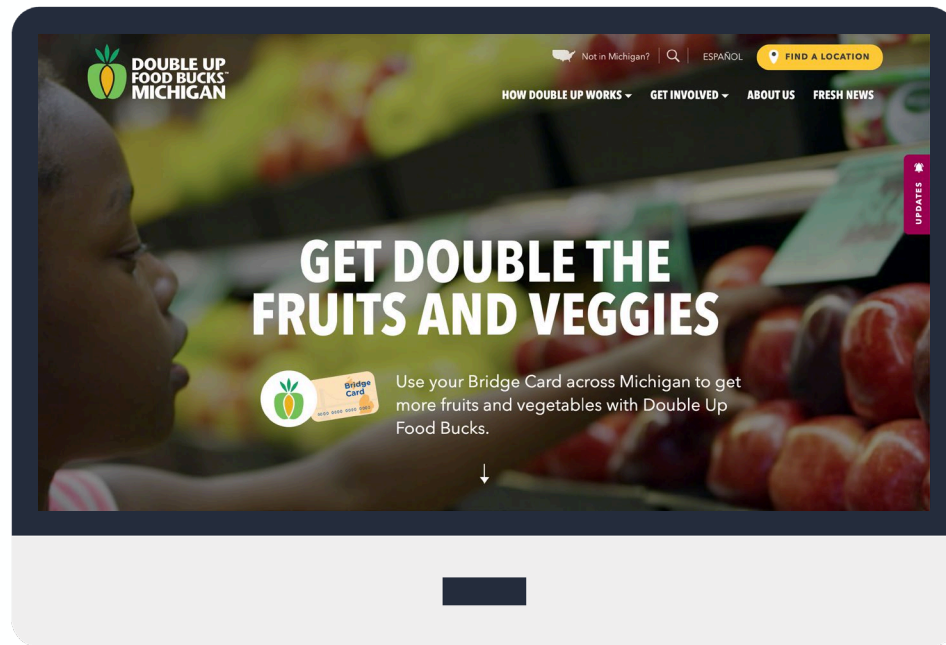 DOUBLE UP
FOOD BUCKS™
MICHIGAN
Not in Michigan?
ESPAÑOL
FIND A LOCATION
HOW DOUBLE UP WORKS
GET INVOLVED
ABOUT US
FRESH NEWS
UPDATES
GET DOUBLE THE
FRUITS AND VEGGIES
Bridge
Card
Use your Bridge Card across Michigan to get
more fruits and vegetables with Double Up
Food Bucks.